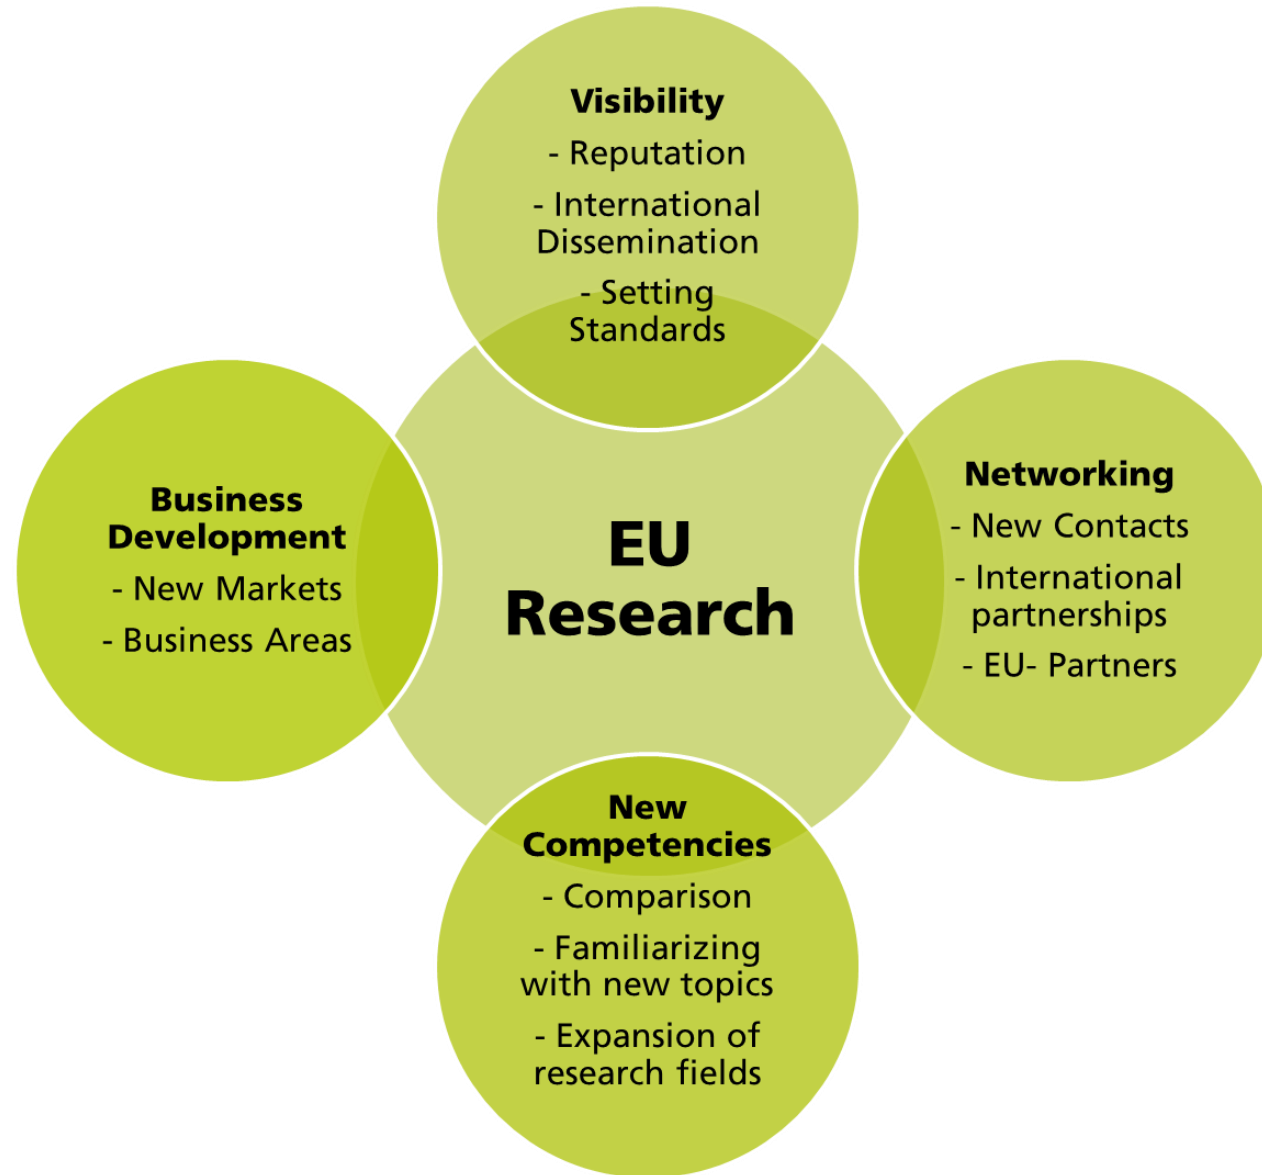 Visibility
- Reputation
- International
Dissemination
- Setting
Standards
Business
Development
- New Markets
- Business Areas
EU
Research
Networking
- New Contacts
- International
partnerships
- EU- Partners
New
Competencies
- Comparison
- Familiarizing
with new topics
- Expansion of
research fields